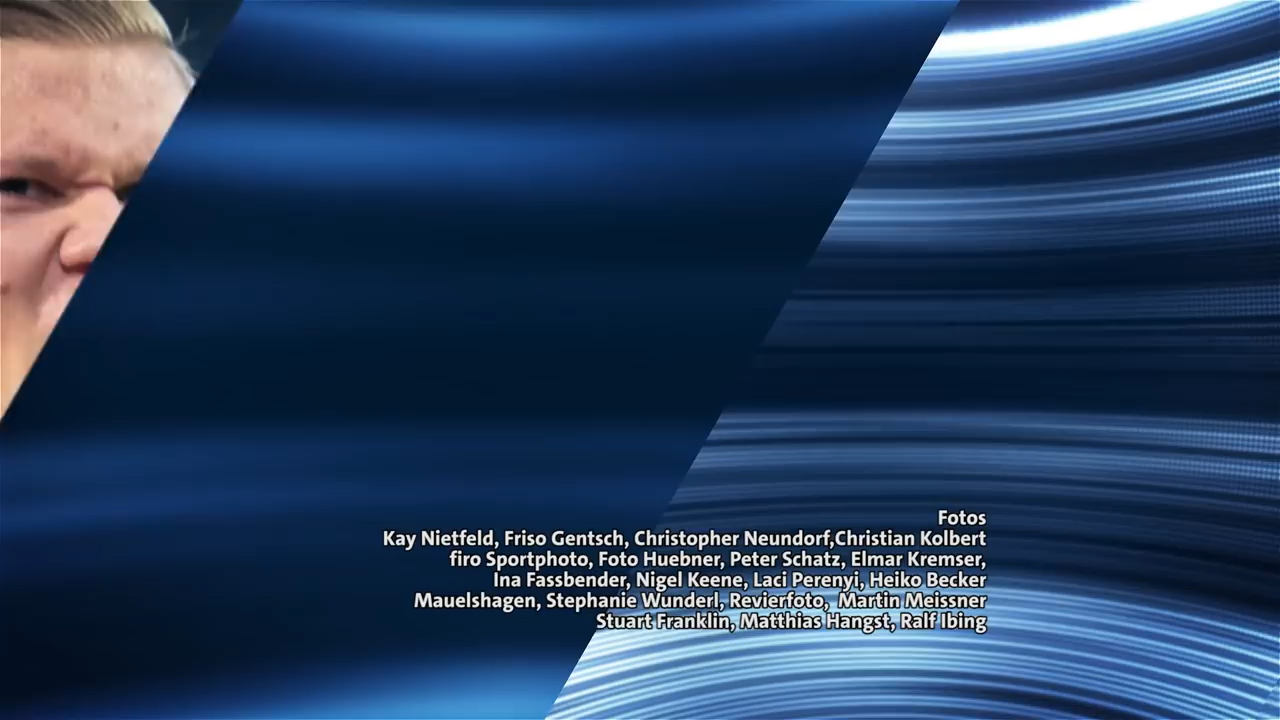 Fotos
Kay Nietfeld, Friso Gentsch, Christopher Neundorf,Christian Kolbert
firo Sportphoto, Foto Huebner, Peter Schatz, Elmar Kremser,
Ina Fassbender, Nigel Keene, Laci Perenyi, Heiko Becker
Mauelshagen, Stephanie Wunderl, Revierfoto,  Martin Meissner
Stuart Franklin, Matthias Hangst, Ralf Ibing